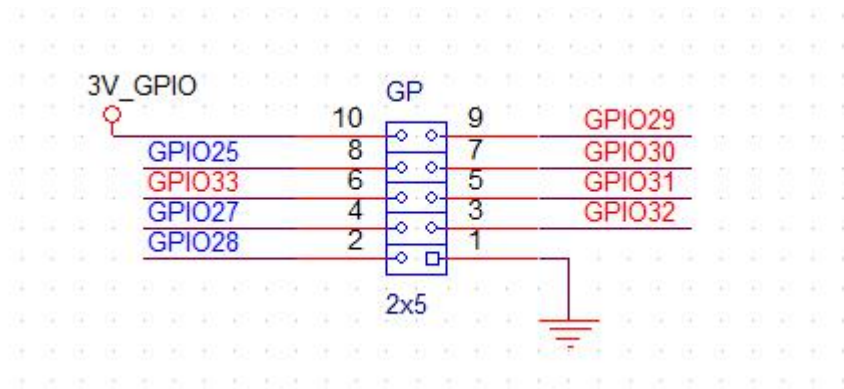 3V_GPIO
GP
10 9 GPIO29
GPIO25 8 7 GPIO30
GPIO33 6 5 GPIO31
GPIO27 4 3 GPIO32
GPIO28 2 1
2x5